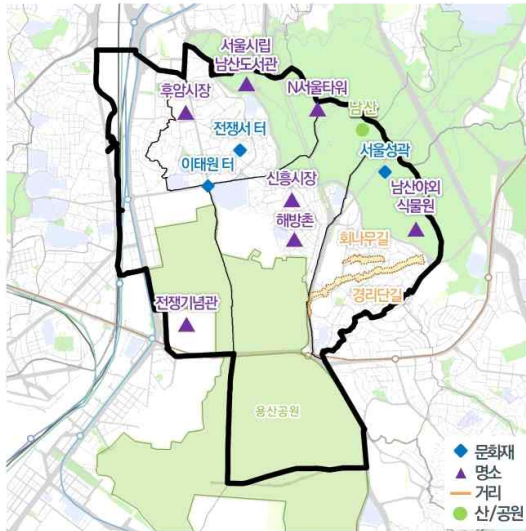 서울시립
남산도서관
후암시장
N서울타워
남산
전쟁서 터
서울성곽
이태원 터
신흥시장
남산야외
식물원
해방촌
회나무길
경리단길
전쟁기념관
용산공원
문화재
명소
거리
산/공원